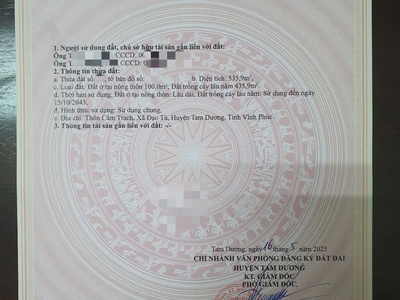 1. Người sử dụng đất, chủ sở hữu tài sản gắn liền với đất:
Ông CCCD:
Ông CCCD:
2. Thông tin thửa đất:
a. Thửa đất số: , tờ bản đồ số: b. Diện tích: 535,9m²,
c. Loại đất: Đất ở tại nông thôn 100,0m²; Đất trồng cây lâu năm 435,9m².
d. Thời hạn sử dụng: Đất ở tại nông thôn: Lâu dài; Đất trồng cây lâu năm: Sử dụng đến ngày
15/10/2043,
đ. Hình thức sử dụng: Sử dụng chung,
e. Địa chỉ: Thôn Cẩm Trạch, Xã Đạo Tú, Huyện Tam Dương, Tỉnh Vĩnh Phúc
3. Thông tin tài sản gắn liền với đất: -/-
Tam Dương, ngày 16 tháng 5 năm 2025
CHI NHÁNH VĂN PHÒNG ĐĂNG KÝ ĐẤT ĐAI
HUYỆN TAM DƯƠNG
KT. GIÁM ĐỐC
PHÓ GIÁM ĐỐC